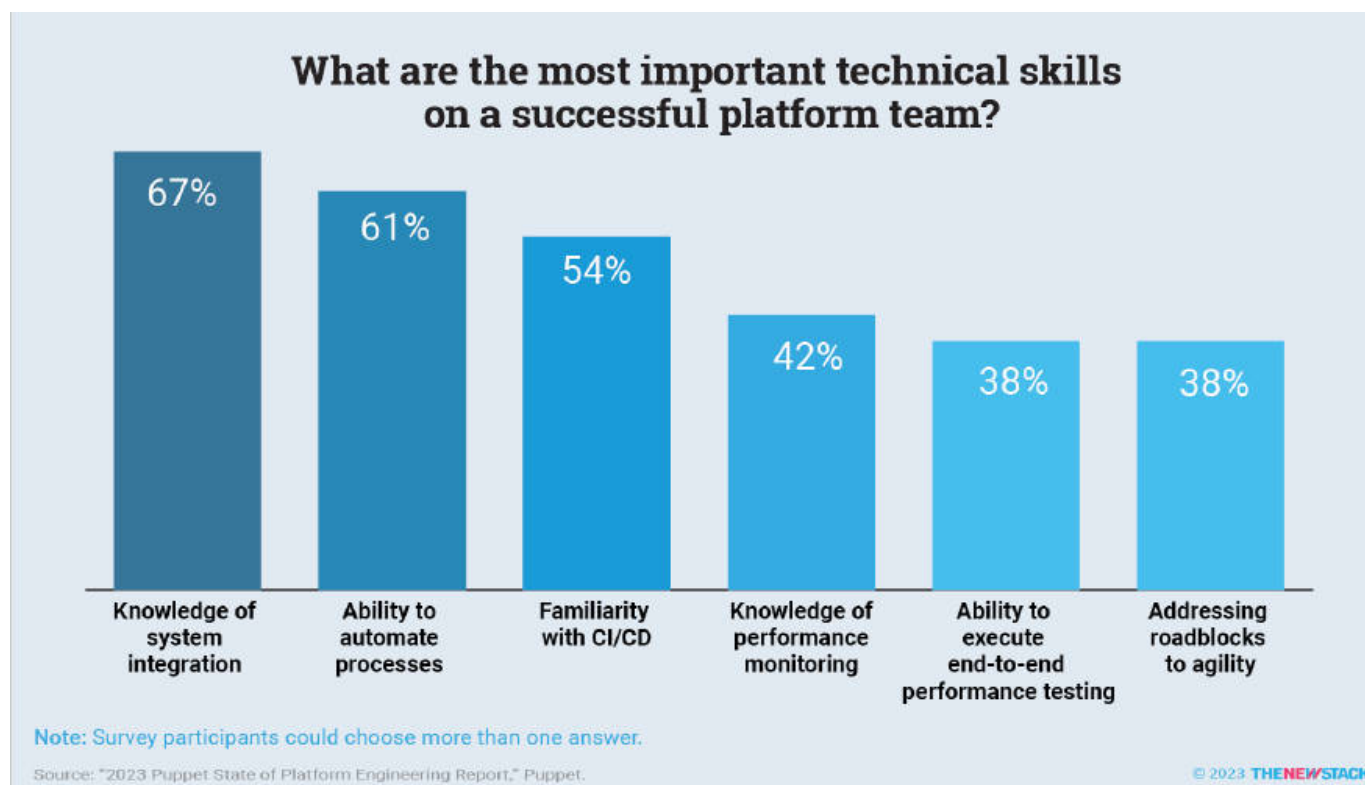 What are the most important technical skills
on a successful platform team?
67%
61%
54%
42%
38%
38%
Knowledge of
system
integration
Ability to
automate
processes
Familiarity
with CI/CD
Knowledge of
performance
monitoring
Ability to
execute
end-to-end
performance testing
Addressing
roadblocks
to agility
Note: Survey participants could choose more than one answer.
Source: "2023 Puppet State of Platform Engineering Report," Puppet.
© 2023 THENEWSTACK